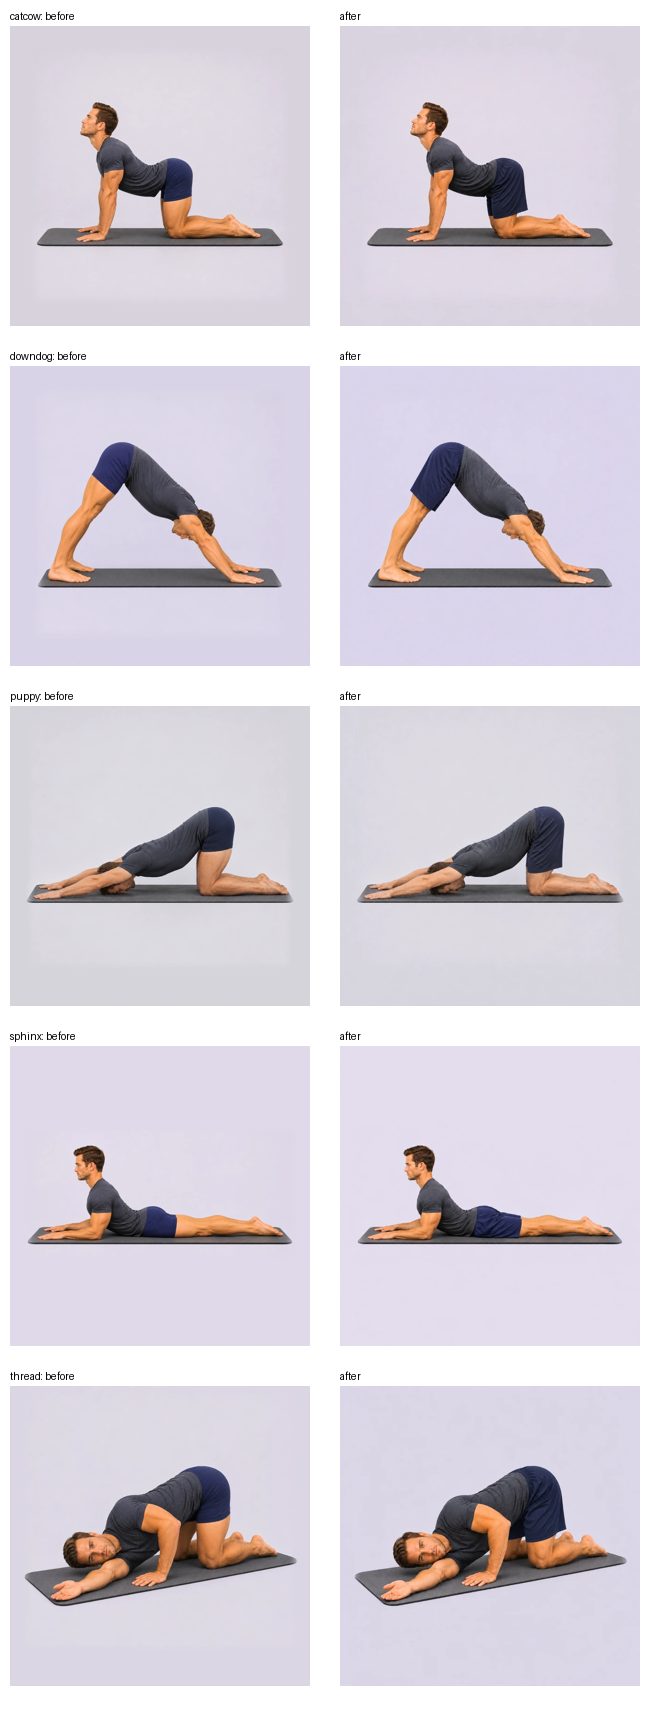 catcow: before
after
downdog: before
after
puppy: before
after
sphinx: before
after
thread: before
after